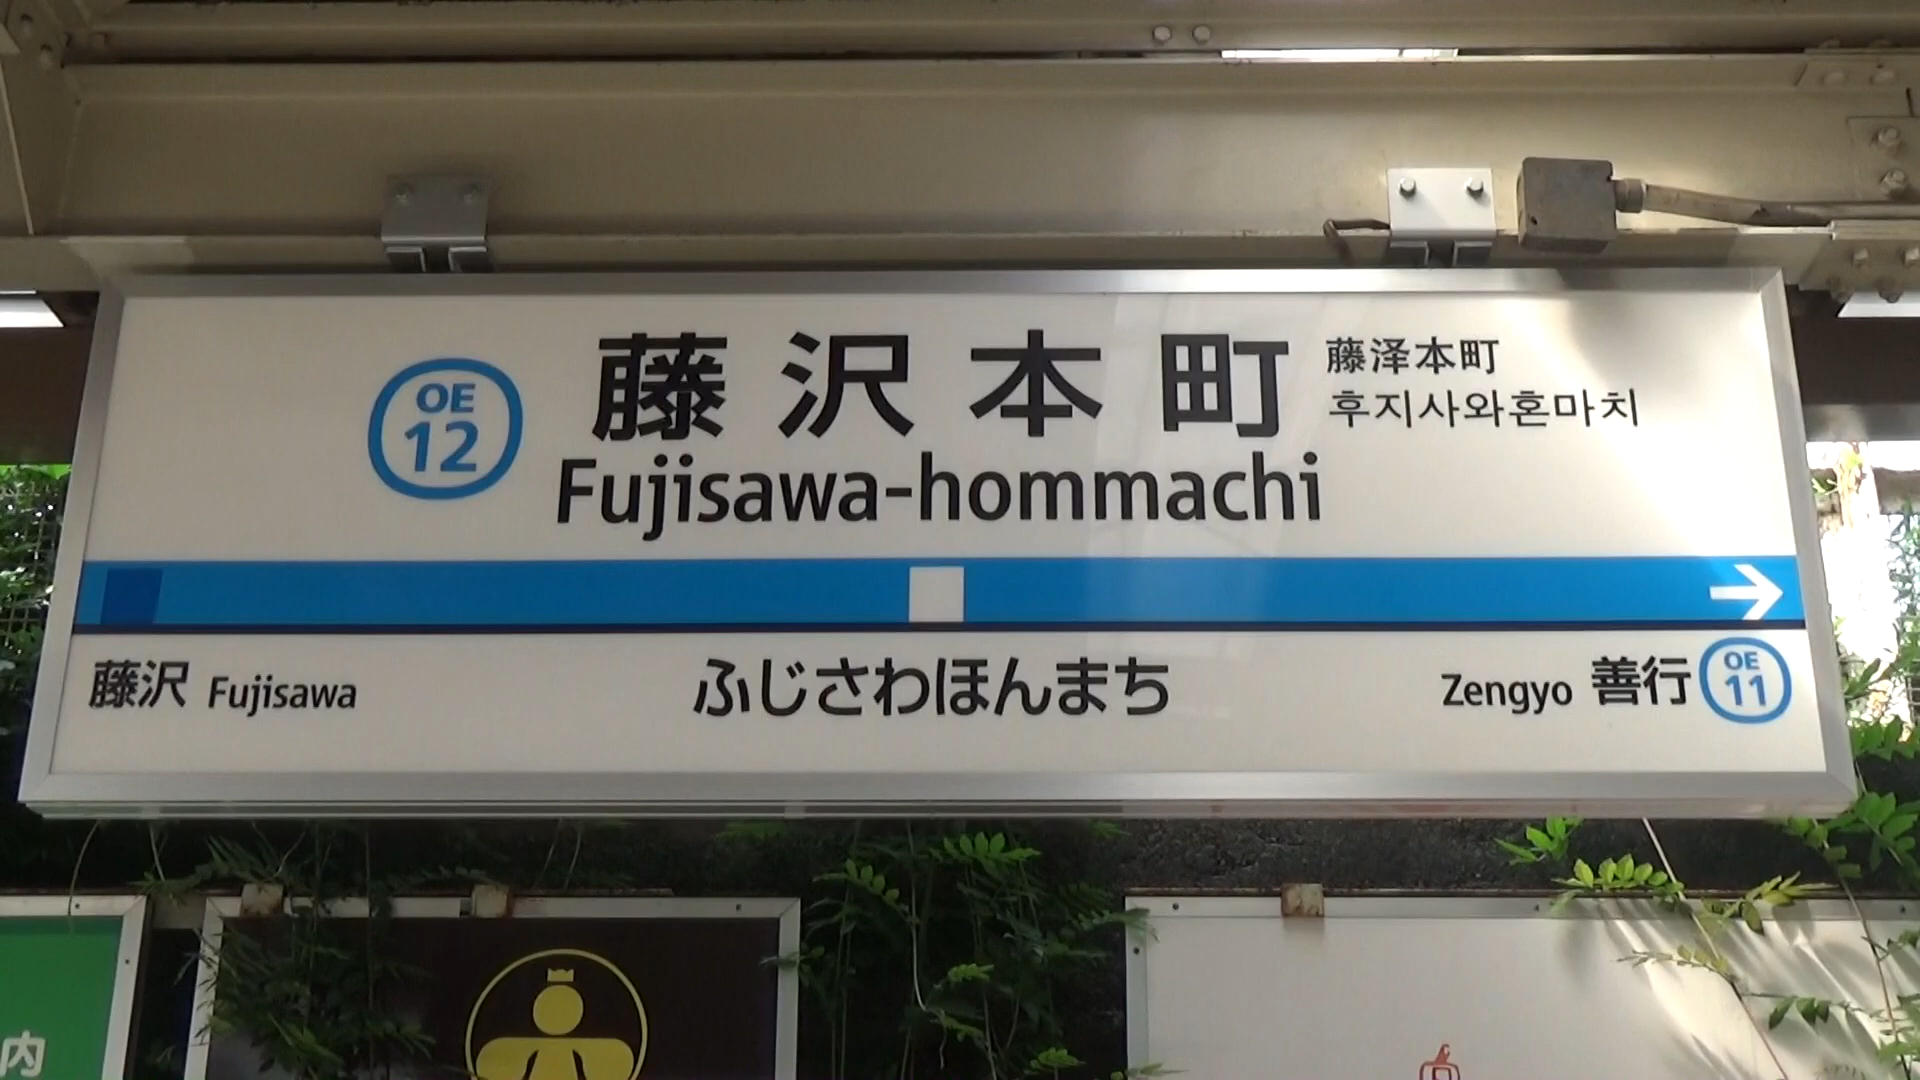 OE
12
藤沢本町
藤泽本町
후지사와혼마치
Fujisawa-hommachi
藤沢 Fujisawa
ふじさわほんまち
Zengyo 善行
OE
11
内